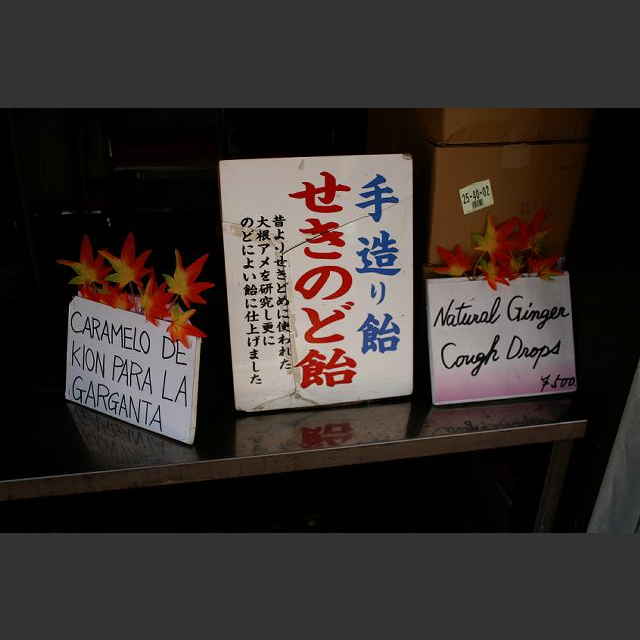 CARAMELO DE
KION PARA LA
GARGANTA
手造り飴
せきのど飴
昔よりせきどめに使われた
大根アメを研究し更に
のどによい飴に仕上げました
25-10-02
Natural Ginger
Cough Drops
¥500